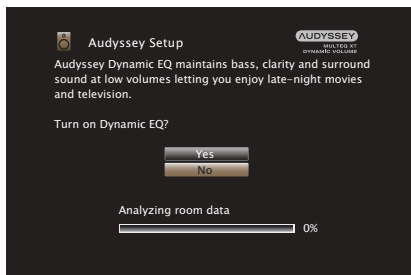 Audyssey Setup
AUDYSSEY
MULTEQ XT
DYNAMIC VOLUME
Audyssey Dynamic EQ maintains bass, clarity and surround
sound at low volumes letting you enjoy late-night movies
and television.
Turn on Dynamic EQ?
Yes
No
Analyzing room data
0%